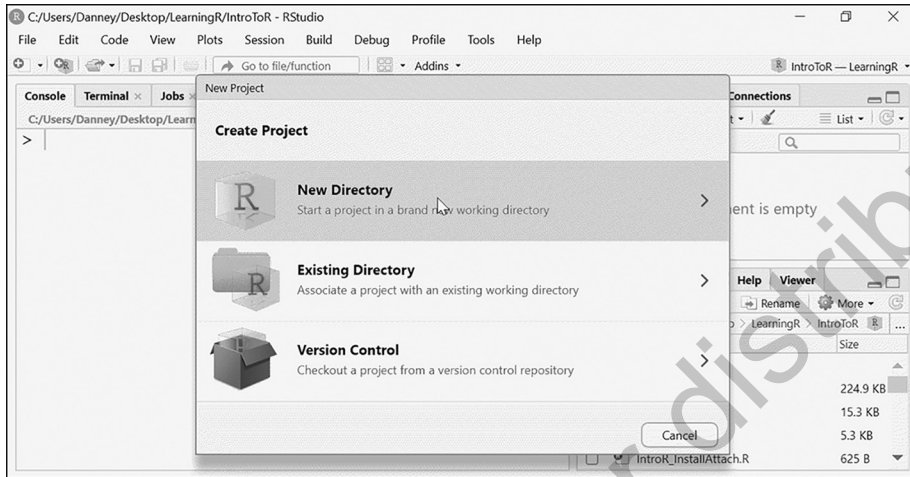 C:/Users/Danney/Desktop/LearningR/IntroToR - RStudio
File Edit Code View Plots Session Build Debug Profile Tools Help
Go to file/function Addins IntroToR — LearningR
Console Terminal Jobs Connections
C:/Users/Danney/Desktop/Learn List
>
New Project
Create Project
New Directory
Start a project in a brand new working directory
Existing Directory
Associate a project with an existing working directory
Version Control
Checkout a project from a version control repository
Cancel
ent is empty
Help Viewer
Rename More
LearningR IntroToR ...
Size
224.9 KB
15.3 KB
5.3 KB
IntroR_InstallAttach.R 625 B
r distrib